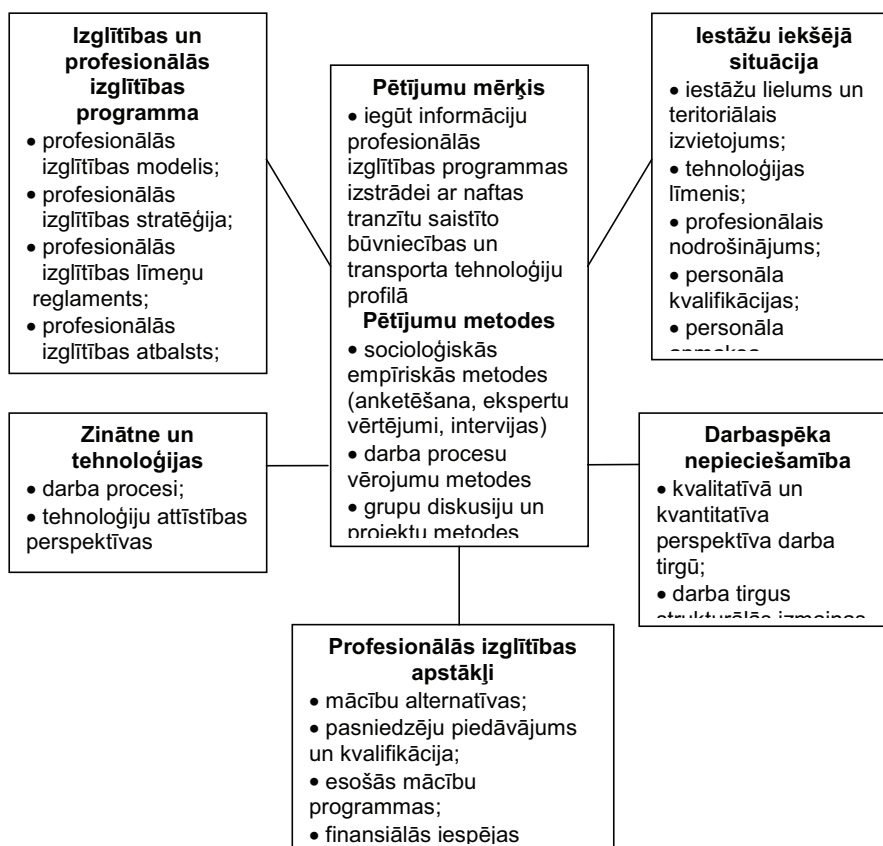 Izglītības un
profesionālās
izglītības
programma
• profesionālās
izglītības modelis;
• profesionālās
izglītības stratēģija;
• profesionālās
izglītības līmeņu
reglaments;
• profesionālās
izglītības atbalsts;
Pētījumu mērķis
• iegūt informāciju
profesionālās
izglītības programmas
izstrādei ar naftas
tranzītu saistīto
būvniecības un
transporta tehnoloģiju
profilā
Pētījumu metodes
• socioloģiskās
empīriskās metodes
(anketēšana, ekspertu
vērtējumi, intervijas)
• darba procesu
vērojumu metodes
• grupu diskusiju un
projektu metodes
Iestāžu iekšējā
situācija
• iestāžu lielums un
teritoriālais
izvietojums;
• tehnoloģijas
līmenis;
• profesionālais
nodrošinājums;
• personāla
kvalifikācijas;
• personāla
Zinātne un
tehnoloģijas
• darba procesi;
• tehnoloģiju attīstības
perspektīvas
Darbaspēka
nepieciešamība
• kvalitatīvā un
kvantitatīva
perspektīva darba
tirgū;
• darba tirgus
strukturālās izmaiņas
Profesionālās izglītības
apstākļi
• mācību alternatīvas;
• pasniedzēju piedāvājums
un kvalifikācija;
• esošās mācību
programmas;
• finansiālās iespējas